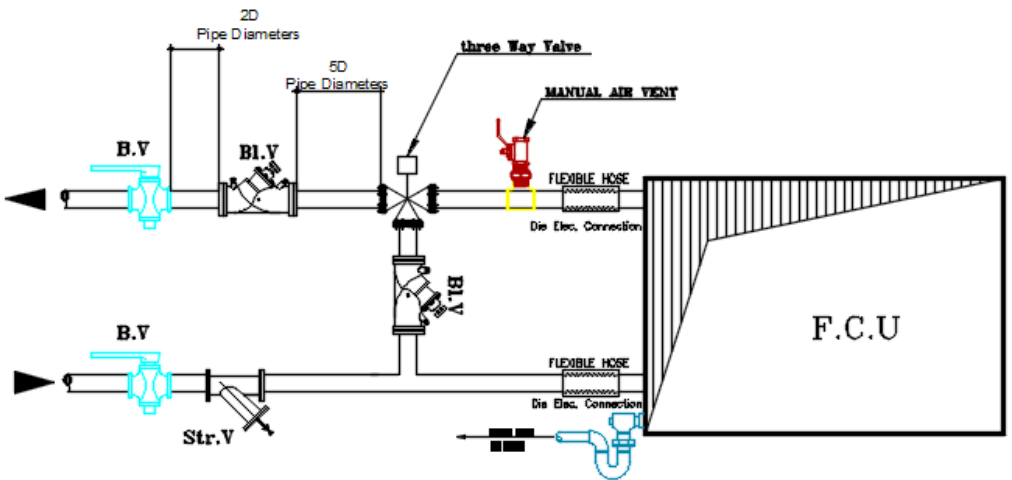 2D
Pipe Diameters
three Way Valve
5D
Pipe Diameters
MANUAL AIR VENT
B.V
Bl.V
FLEXIBLE HOSE
Die Elec. Connection
Bl.V
F.C.U
B.V
FLEXIBLE HOSE
Die Elec. Connection
Str.V